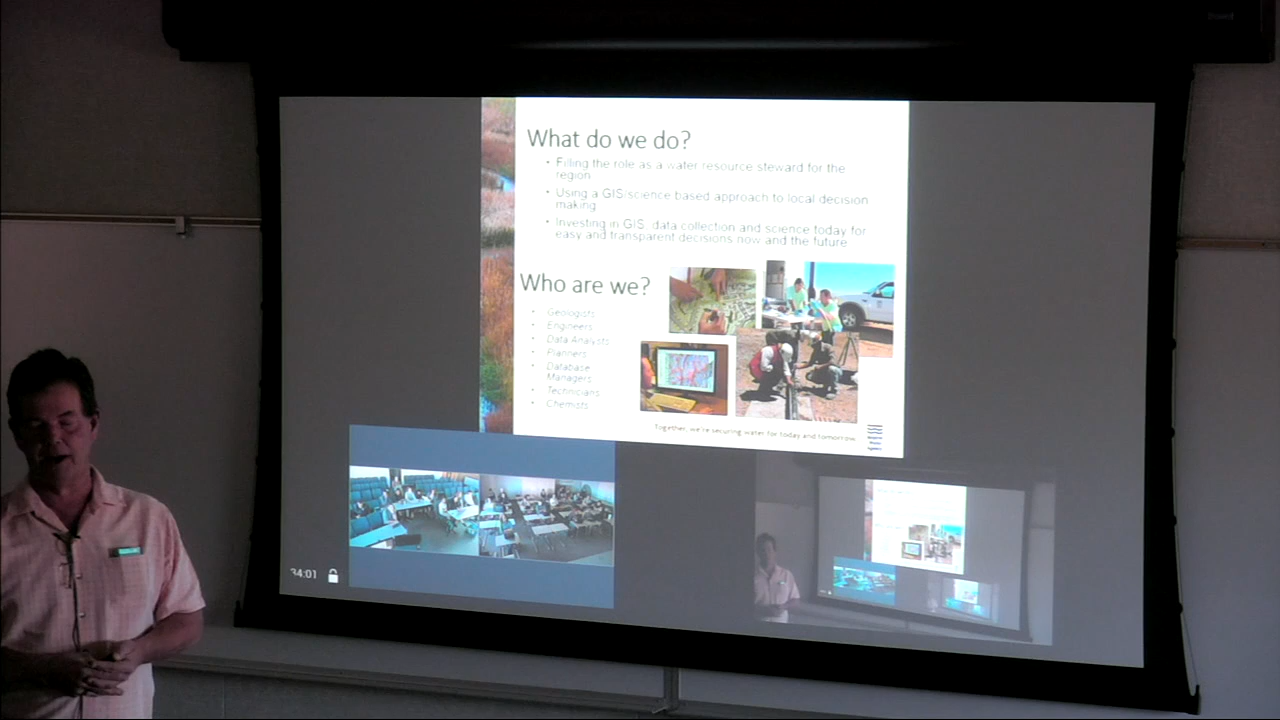 What do we do?
• Filling the role as a water resource steward for the
region
• Using a GIS/science based approach to local decision
making
• Investing in GIS, data collection and science today for
easy and transparent decisions now and the future
Who are we?
• Geologists
• Engineers
• Data Analysts
• Planners
• Database
Managers
• Technicians
• Chemists
Together, we're securing water for today and tomorrow.
34:01